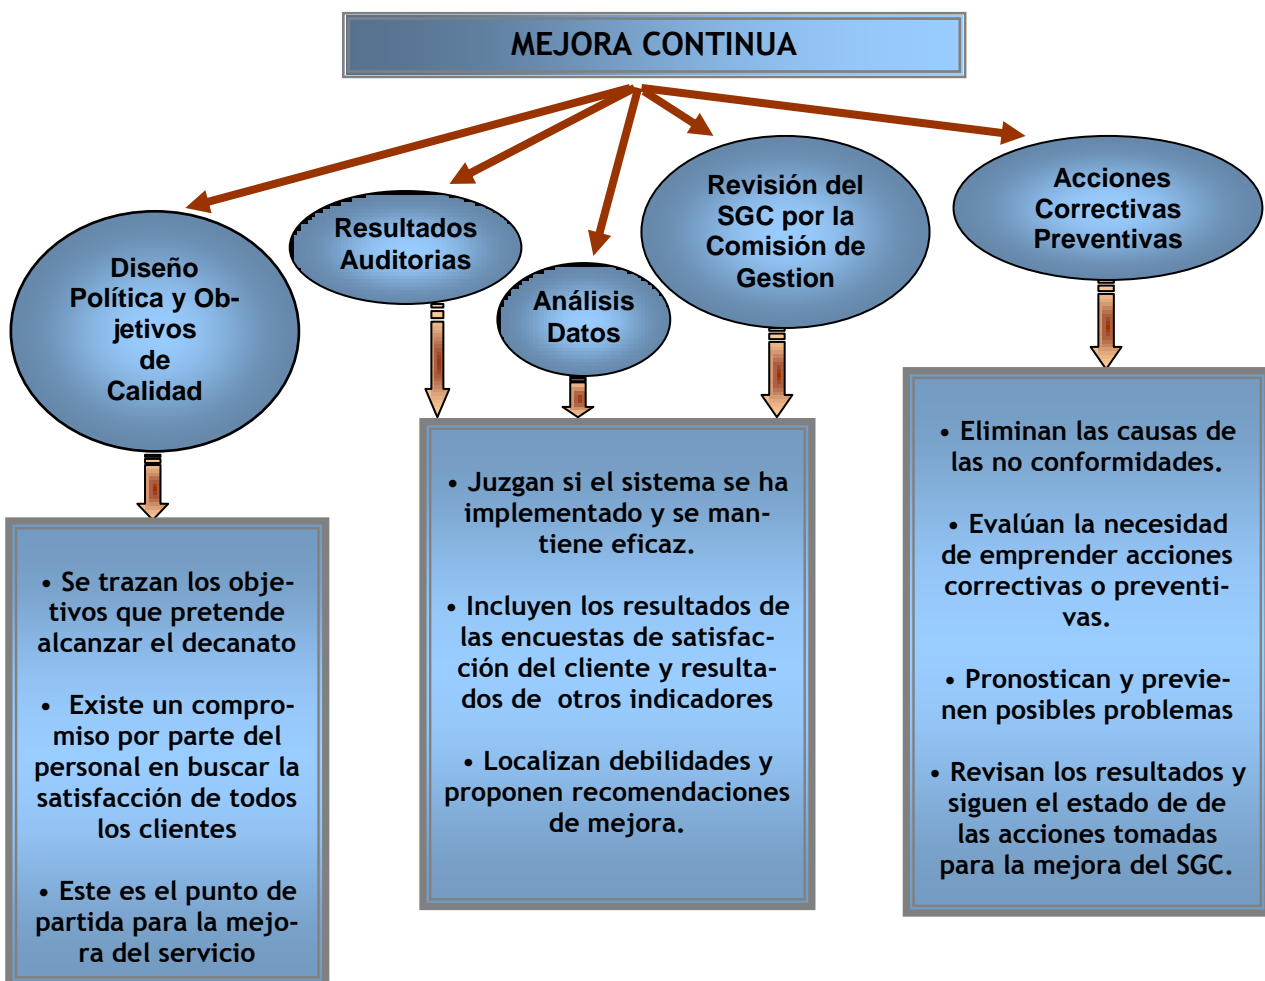 MEJORA CONTINUA
Diseño
Política y Ob-
jetivos
de
Calidad
Resultados
Auditorias
Análisis
Datos
Revisión del
SGC por la
Comisión de
Gestion
Acciones
Correctivas
Preventivas
• Se trazan los obje-
tivos que pretende
alcanzar el decanato
• Existe un compro-
miso por parte del
personal en buscar la
satisfacción de todos
los clientes
• Este es el punto de
partida para la mejo-
ra del servicio
• Juzgan si el sistema se ha
implementado y se man-
tiene eficaz.
• Incluyen los resultados de
las encuestas de satisfac-
ción del cliente y resulta-
dos de otros indicadores
• Localizan debilidades y
proponen recomendaciones
de mejora.
• Eliminan las causas de
las no conformidades.
• Evalúan la necesidad
de emprender acciones
correctivas o preventi-
vas.
• Pronostican y previe-
nen posibles problemas
• Revisan los resultados y
siguen el estado de de
las acciones tomadas
para la mejora del SGC.